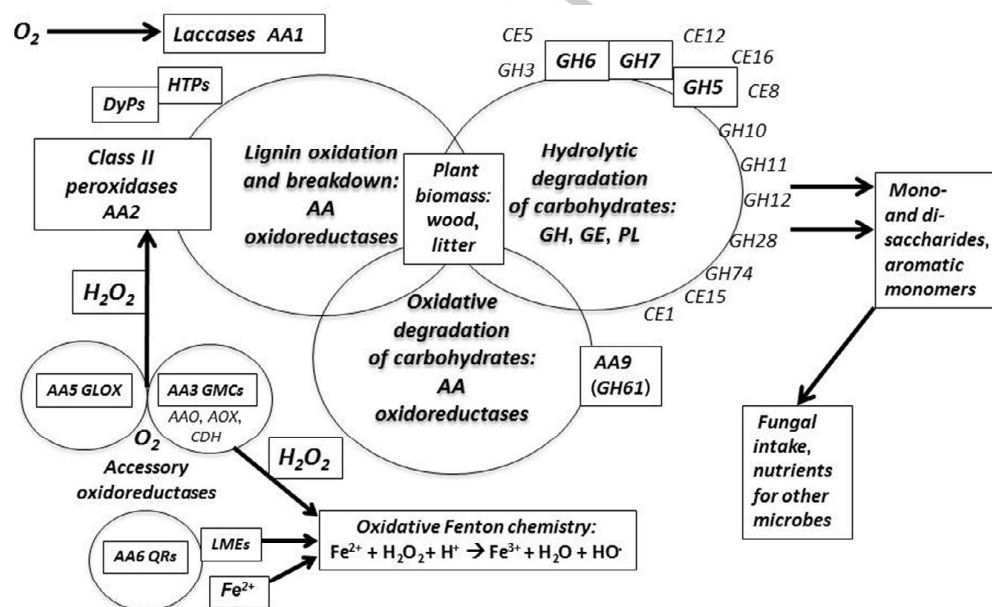 O₂
Laccases AA1
HTPs
DyPs
Class II
peroxidases
AA2
H₂O₂
AA5 GLOX
AA3 GMCs
AAO, AOX,
CDH
O₂
Accessory
oxidoreductases
H₂O₂
AA6 QRs
LMEs
Fe²⁺
Oxidative Fenton chemistry:
Fe²⁺ + H₂O₂ + H⁺ → Fe³⁺ + H₂O + HO·
Lignin oxidation
and breakdown:
AA
oxidoreductases
Plant
biomass:
wood,
litter
Hydrolytic
degradation
of carbohydrates:
GH, GE, PL
Oxidative
degradation
of carbohydrates:
AA
oxidoreductases
AA9
(GH61)
CE5
GH3
GH6
GH7
CE12
CE16
GH5
CE8
GH10
GH11
GH12
GH28
GH74
CE15
CE1
Mono-
and di-
saccharides,
aromatic
monomers
Fungal
intake,
nutrients
for other
microbes